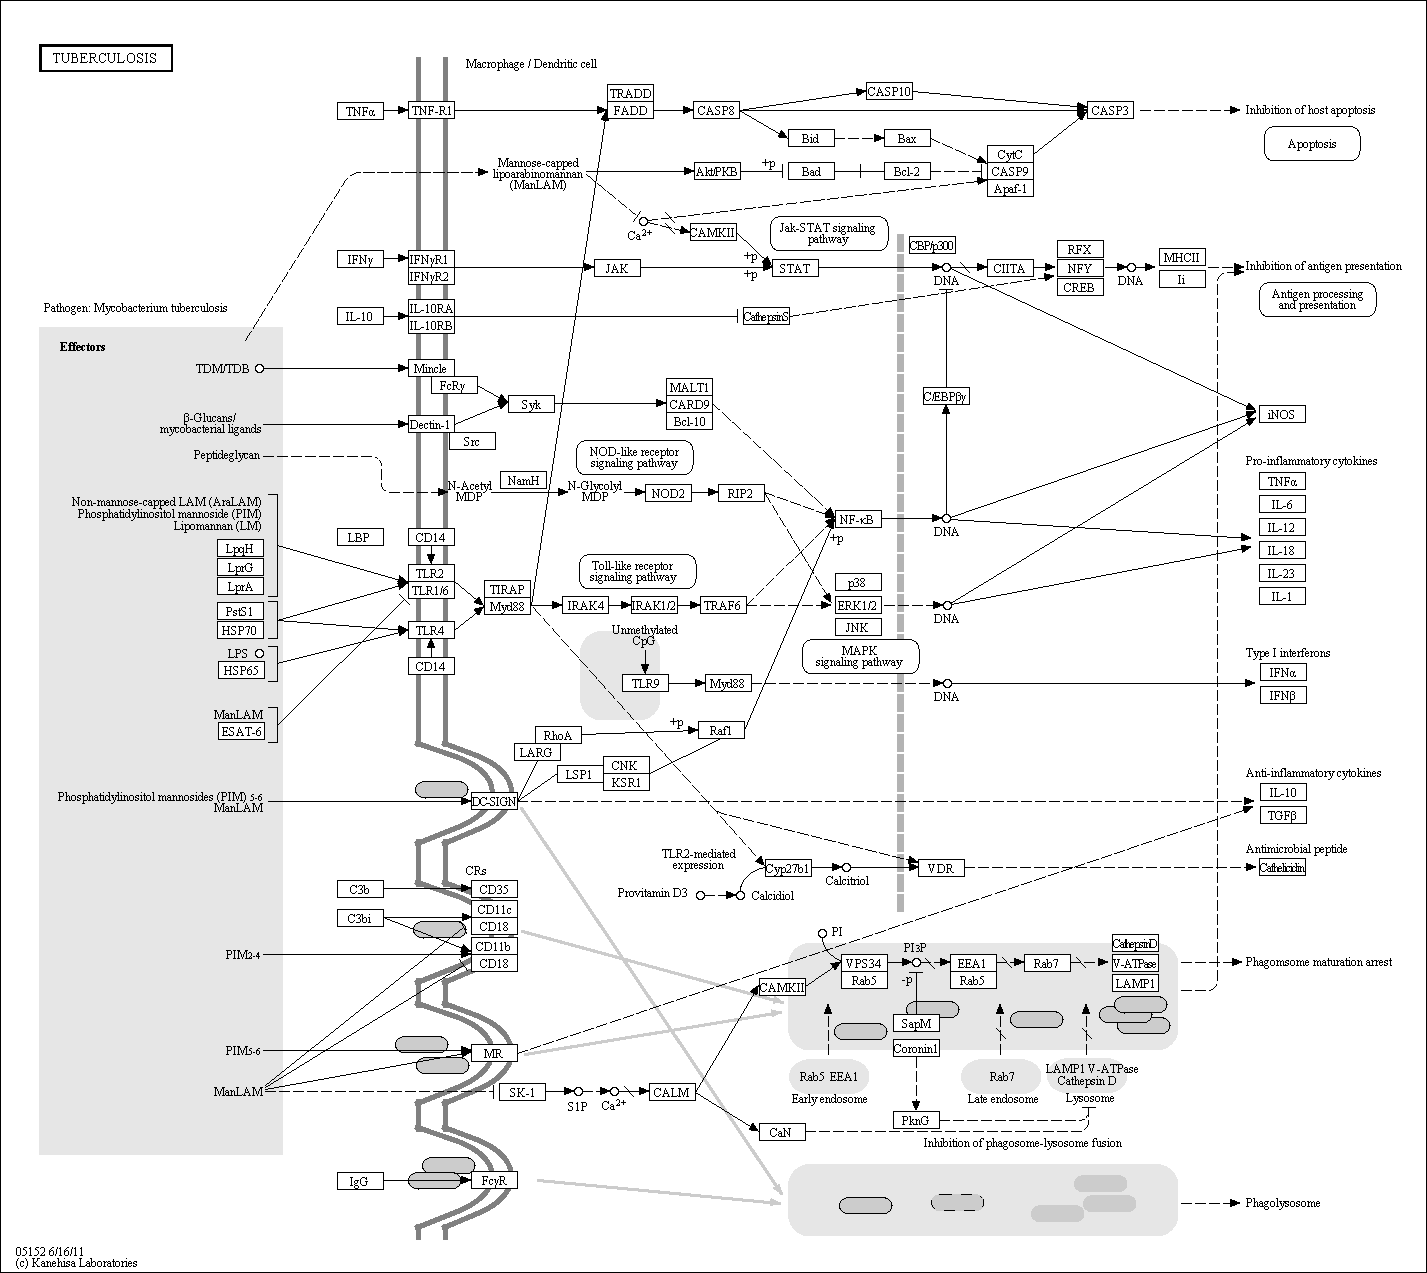 TUBERCULOSIS
Macrophage / Dendritic cell
TNFα
TNF-R1
TRADD
FADD
CASP8
CASP10
CASP3
Inhibition of host apoptosis
Apoptosis
Bid
Bax
CytC
CASP9
Apaf-1
Mannose-capped
lipoarabinomannan
(ManLAM)
Akt/PKB
+p
Bad
Bcl-2
Ca2+
CAMKII
+p
Jak-STAT signaling
pathway
IFNγ
IFNγR1
IFNγR2
JAK
+p
STAT
CBP/p300
DNA
CIITA
RFX
NFY
CREB
DNA
MHCII
Ii
Inhibition of antigen presentation
Antigen processing
and presentation
Pathogen: Mycobacterium tuberculosis
IL-10
IL-10RA
IL-10RB
CathepsinS
Effectors
TDM/TDB
Mincle
FcRγ
Syk
MALT1
CARD9
Bcl-10
C/EBPβγ
iNOS
β-Glucans/
mycobacterial ligands
Dectin-1
Src
Peptideglycan
NOD-like receptor
signaling pathway
N-Acetyl
MDP
NamH
N-Glycolyl
MDP
NOD2
RIP2
NF-κB
+p
DNA
Pro-inflammatory cytokines
TNFα
IL-6
IL-12
IL-18
IL-23
IL-1
Non-mannose-capped LAM (AraLAM)
Phosphatidylinositol mannoside (PIM)
Lipomannan (LM)
LpqH
LprG
LprA
PstS1
HSP70
LPS
HSP65
ManLAM
ESAT-6
LBP
CD14
TLR2
TLR1/6
TLR4
CD14
TIRAP
Myd88
Toll-like receptor
signaling pathway
IRAK4
IRAK1/2
TRAF6
p38
ERK1/2
JNK
DNA
MAPK
signaling pathway
Unmethylated
CpG
TLR9
Myd88
DNA
Type I interferons
IFNα
IFNβ
RhoA
LARG
+p
Raf1
LSP1
CNK
KSR1
Phosphatidylinositol mannosides (PIM) 5-6
ManLAM
DC-SIGN
Anti-inflammatory cytokines
IL-10
TGFβ
TLR2-mediated
expression
Cyp27b1
Calcitriol
VDR
Provitamin D3
Calcidiol
Antimicrobial peptide
Cathelicidin
CRs
C3b
CD35
C3bi
CD11c
CD18
CD11b
CD18
PIM2-4
PI
VPS34
Rab5
PI3P
-p
EEA1
Rab5
Rab7
CathepsinD
V-ATPase
LAMP1
Phagomsome maturation arrest
CAMKII
SapM
Coronin1
PIM5-6
MR
ManLAM
SK-1
S1P
Ca2+
CALM
CaN
PknG
Rab5 EEA1
Early endosome
Rab7
Late endosome
LAMP1 V-ATPase
Cathepsin D
Lysosome
Inhibition of phagosome-lysosome fusion
IgG
FcγR
Phagolysosome
05152 6/16/11
(c) Kanehisa Laboratories